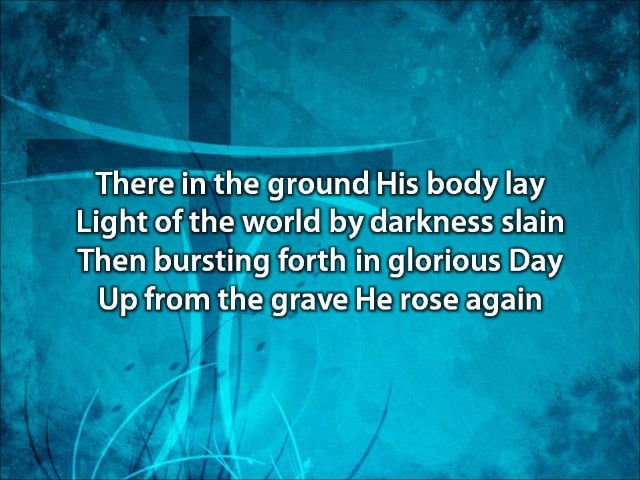 There in the ground His body lay
Light of the world by darkness slain
Then bursting forth in glorious Day
Up from the grave He rose again